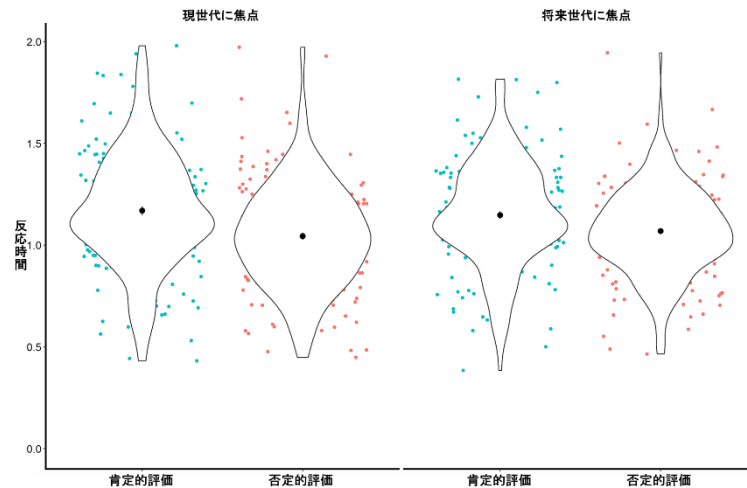 現世代に焦点
将来世代に焦点
2.0
1.5
1.0
0.5
0.0
反応時間
肯定的評価
否定的評価
肯定的評価
否定的評価